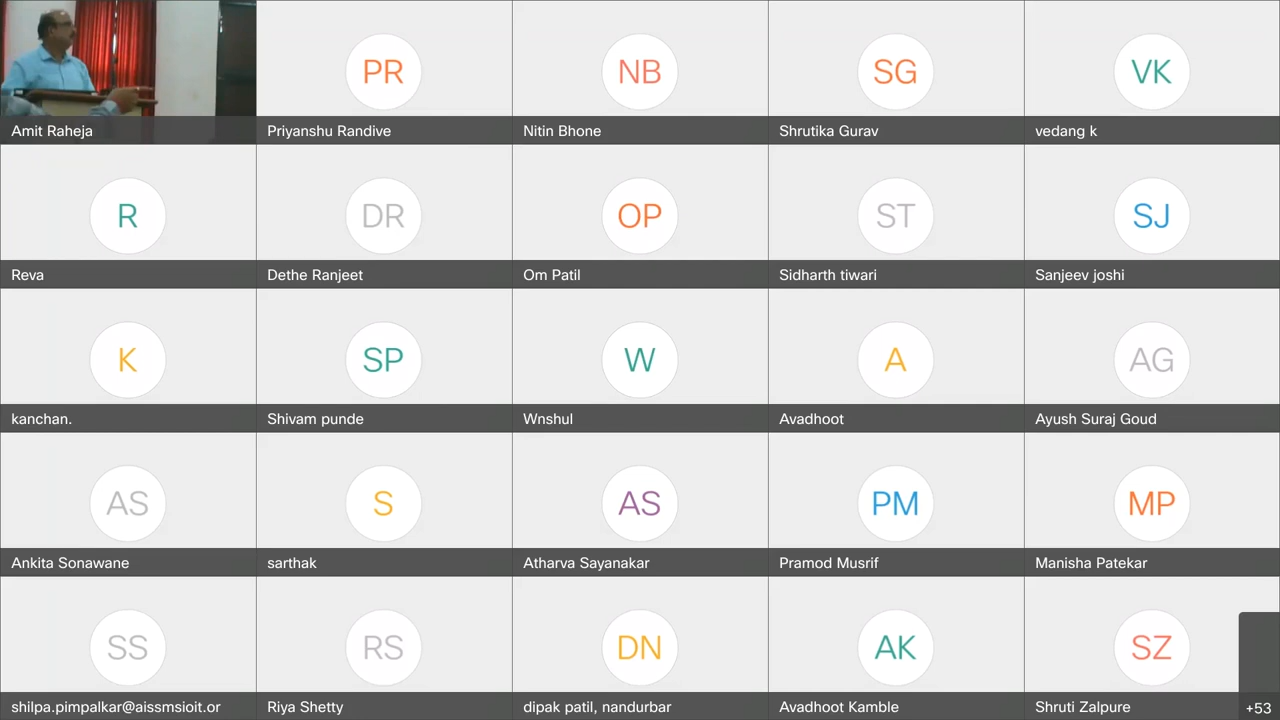 Amit Raheja
PR
Priyanshu Randive
NB
Nitin Bhone
SG
Shrutika Gurav
VK
vedang k
R
Reva
DR
Dethe Ranjeet
OP
Om Patil
ST
Sidharth tiwari
SJ
Sanjeev joshi
K
kanchan.
SP
Shivam punde
W
Wnshul
A
Avadhoot
AG
Ayush Suraj Goud
AS
Ankita Sonawane
S
sarthak
AS
Atharva Sayanakar
PM
Pramod Musrif
MP
Manisha Patekar
SS
shilpa.pimpalkar@aissmsioit.or
RS
Riya Shetty
DN
dipak patil, nandurbar
AK
Avadhoot Kamble
SZ
Shruti Zalpure
+53